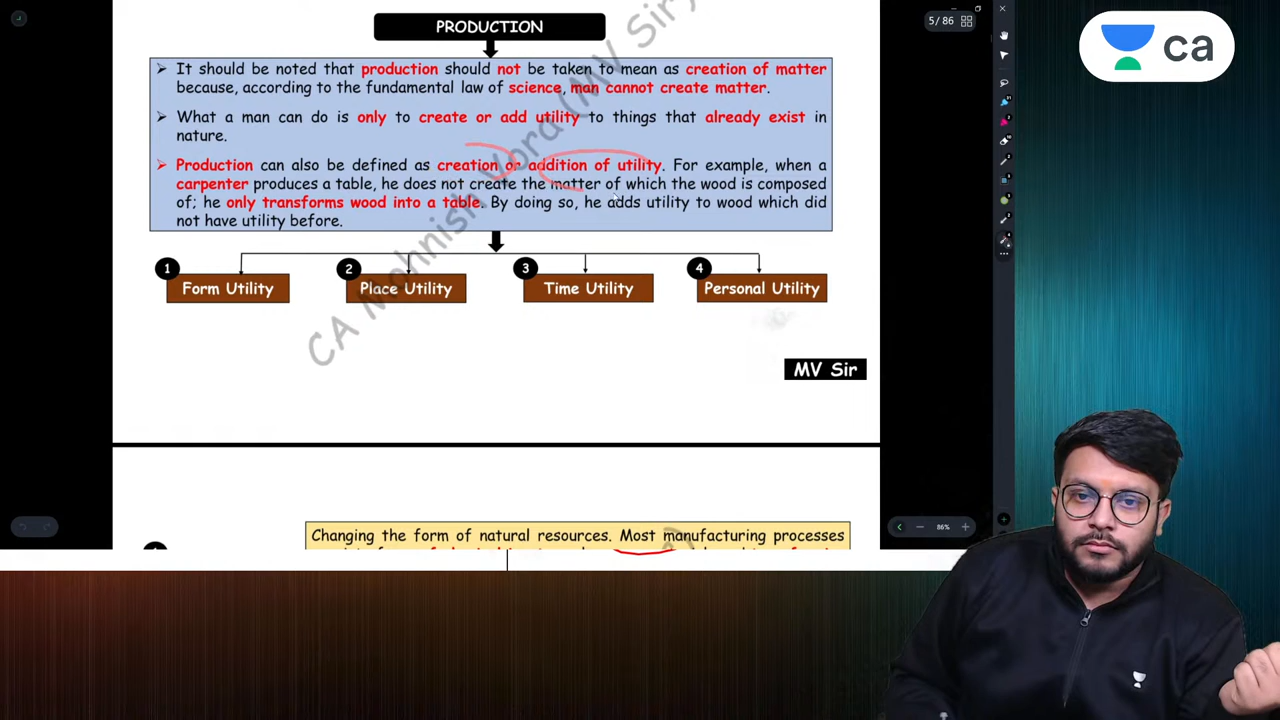 PRODUCTION
5/86
ca
➢ It should be noted that production should not be taken to mean as creation of matter
because, according to the fundamental law of science, man cannot create matter.
➢ What a man can do is only to create or add utility to things that already exist in
nature.
➢ Production can also be defined as creation or addition of utility. For example, when a
carpenter produces a table, he does not create the matter of which the wood is composed
of; he only transforms wood into a table. By doing so, he adds utility to wood which did
not have utility before.
1 2 3 4
Form Utility Place Utility Time Utility Personal Utility
CA Mohnish Vora (MV Sir)
MV Sir
86%
Changing the form of natural resources. Most manufacturing processes